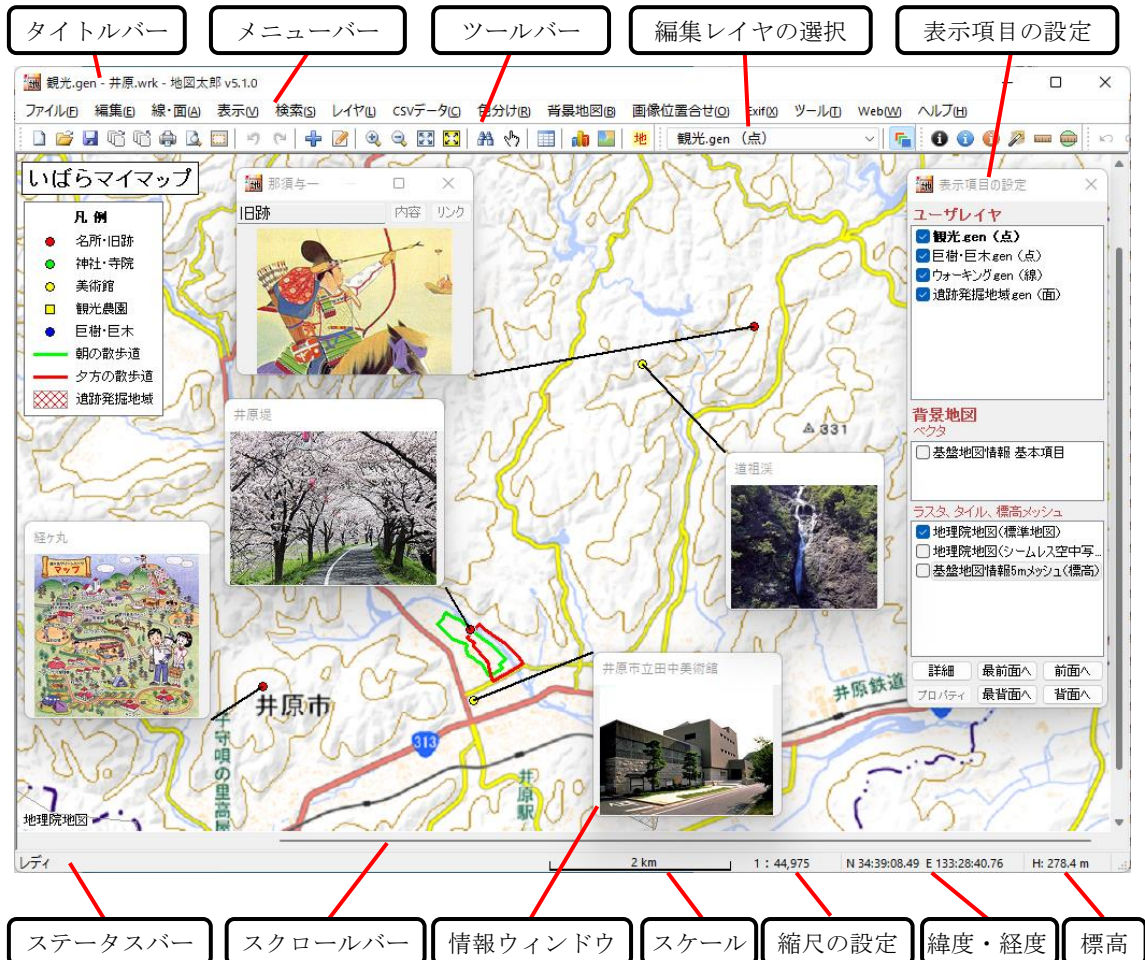 タイトルバー
メニューバー
ツールバー
編集レイヤの選択
表示項目の設定
観光.gen - 井原.wrk - 地図太郎 v5.1.0
ファイル(F) 編集(E) 線・面(A) 表示(V) 検索(S) レイヤ(L) CSVデータ(C) 色分け(R) 背景地図(B) 画像位置合せ(O) Exif(X) ツール(T) Web(W) ヘルプ(H)
地
観光.gen (点)
いばらマイマップ
凡 例
名所・旧跡
神社・寺院
美術館
観光農園
巨樹・巨木
朝の散歩道
夕方の散歩道
遺跡発掘地域
那須与一
旧跡
内容 リンク
井原堤
経ヶ丸
マップ
道祖渓
井原市立田中美術館
表示項目の設定
ユーザレイヤ
観光.gen (点)
巨樹・巨木.gen (点)
ウォーキング.gen (線)
遺跡発掘地域.gen (面)
背景地図
ベクタ
基盤地図情報 基本項目
ラスタ、タイル、標高メッシュ
地理院地図(標準地図)
地理院地図(シームレス空中写...
基盤地図情報5mメッシュ(標高)
詳細 最前面へ 前面へ
プロパティ 最背面へ 背面へ
331
井原市
313
井原鉄道
井原駅
子守唄の里高屋
地理院地図
レディ
2 km
1 : 44,975
N 34:39:08.49 E 133:28:40.76
H: 278.4 m
ステータスバー
スクロールバー
情報ウィンドウ
スケール
縮尺の設定
緯度・経度
標高